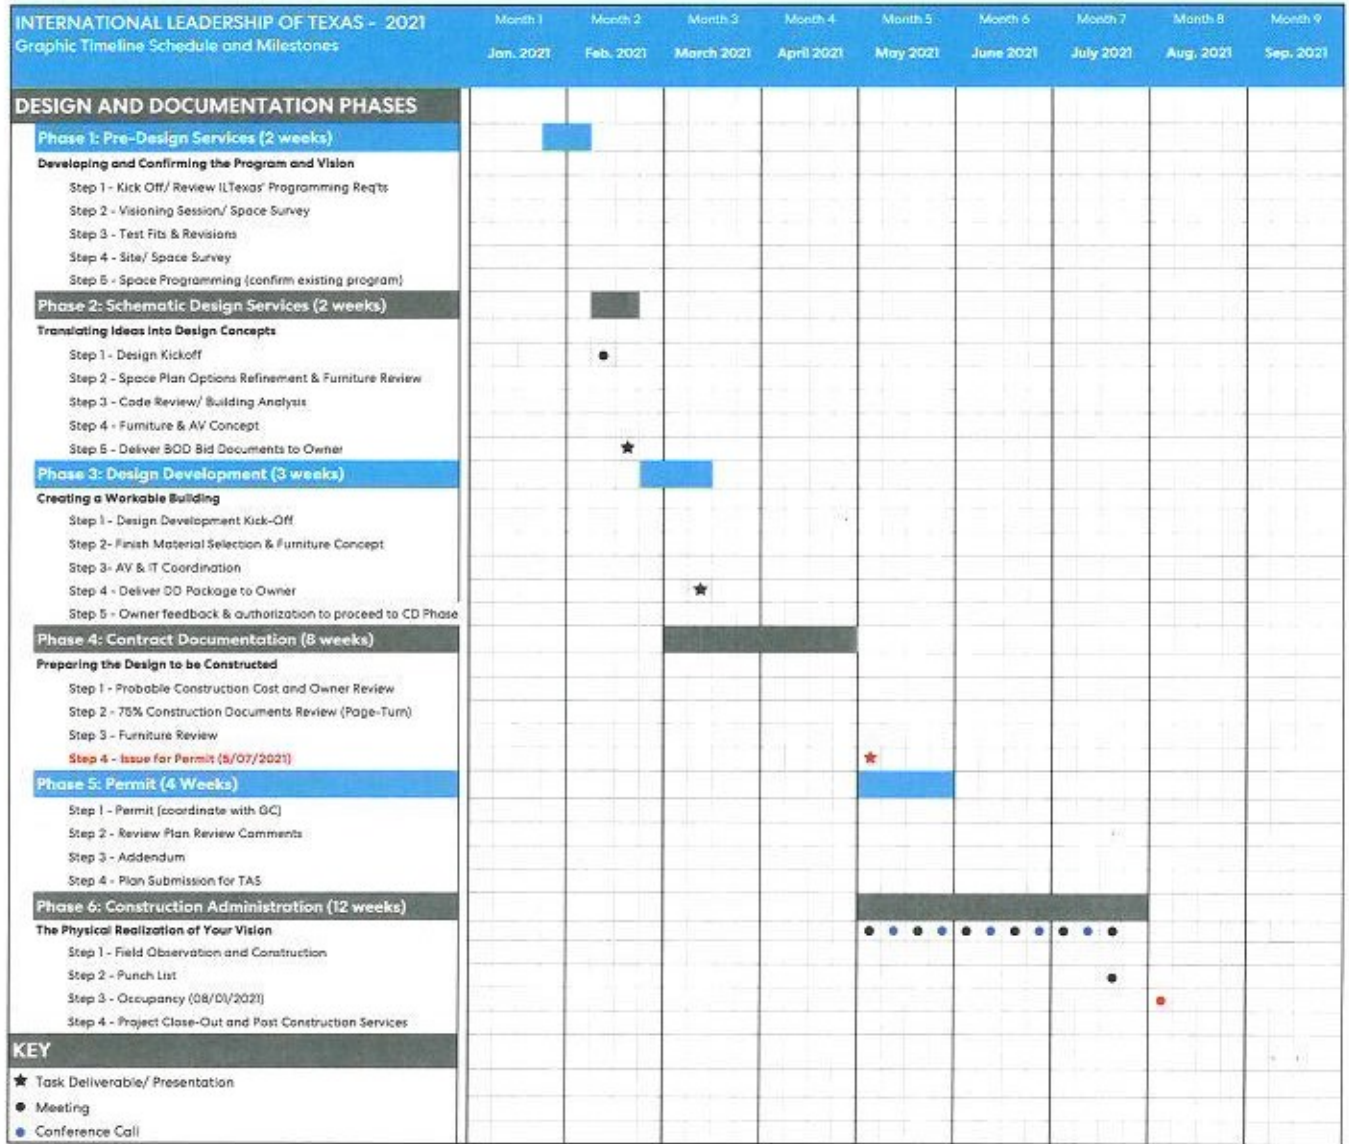 INTERNATIONAL LEADERSHIP OF TEXAS - 2021
Graphic Timeline Schedule and Milestones
Month 1 Month 2 Month 3 Month 4 Month 5 Month 6 Month 7 Month 8 Month 9
Jan. 2021 Feb. 2021 March 2021 April 2021 May 2021 June 2021 July 2021 Aug. 2021 Sep. 2021
DESIGN AND DOCUMENTATION PHASES
Phase 1: Pre-Design Services (2 weeks)
Developing and Confirming the Program and Vision
Step 1 - Kick Off/ Review ILTexas' Programming Req'ts
Step 2 - Visioning Session/ Space Survey
Step 3 - Test Fits & Revisions
Step 4 - Site/ Space Survey
Step 5 - Space Programming (confirm existing program)
Phase 2: Schematic Design Services (2 weeks)
Translating Ideas into Design Concepts
Step 1 - Design Kickoff
Step 2 - Space Plan Options Refinement & Furniture Review
Step 3 - Code Review/ Building Analysis
Step 4 - Furniture & AV Concept
Step 5 - Deliver BOD Bid Documents to Owner
Phase 3: Design Development (3 weeks)
Creating a Workable Building
Step 1 - Design Development Kick-Off
Step 2- Finish Material Selection & Furniture Concept
Step 3- AV & IT Coordination
Step 4 - Deliver DD Package to Owner
Step 5 - Owner feedback & authorization to proceed to CD Phase
Phase 4: Contract Documentation (8 weeks)
Preparing the Design to be Constructed
Step 1 - Probable Construction Cost and Owner Review
Step 2 - 75% Construction Documents Review (Page-Turn)
Step 3 - Furniture Review
Step 4 - Issue for Permit (5/07/2021)
Phase 5: Permit (4 Weeks)
Step 1 - Permit (coordinate with GC)
Step 2 - Review Plan Review Comments
Step 3 - Addendum
Step 4 - Plan Submission for TAS
Phase 6: Construction Administration (12 weeks)
The Physical Realization of Your Vision
Step 1 - Field Observation and Construction
Step 2 - Punch List
Step 3 - Occupancy (08/01/2021)
Step 4 - Project Close-Out and Post Construction Services
KEY
Task Deliverable/ Presentation
Meeting
Conference Call